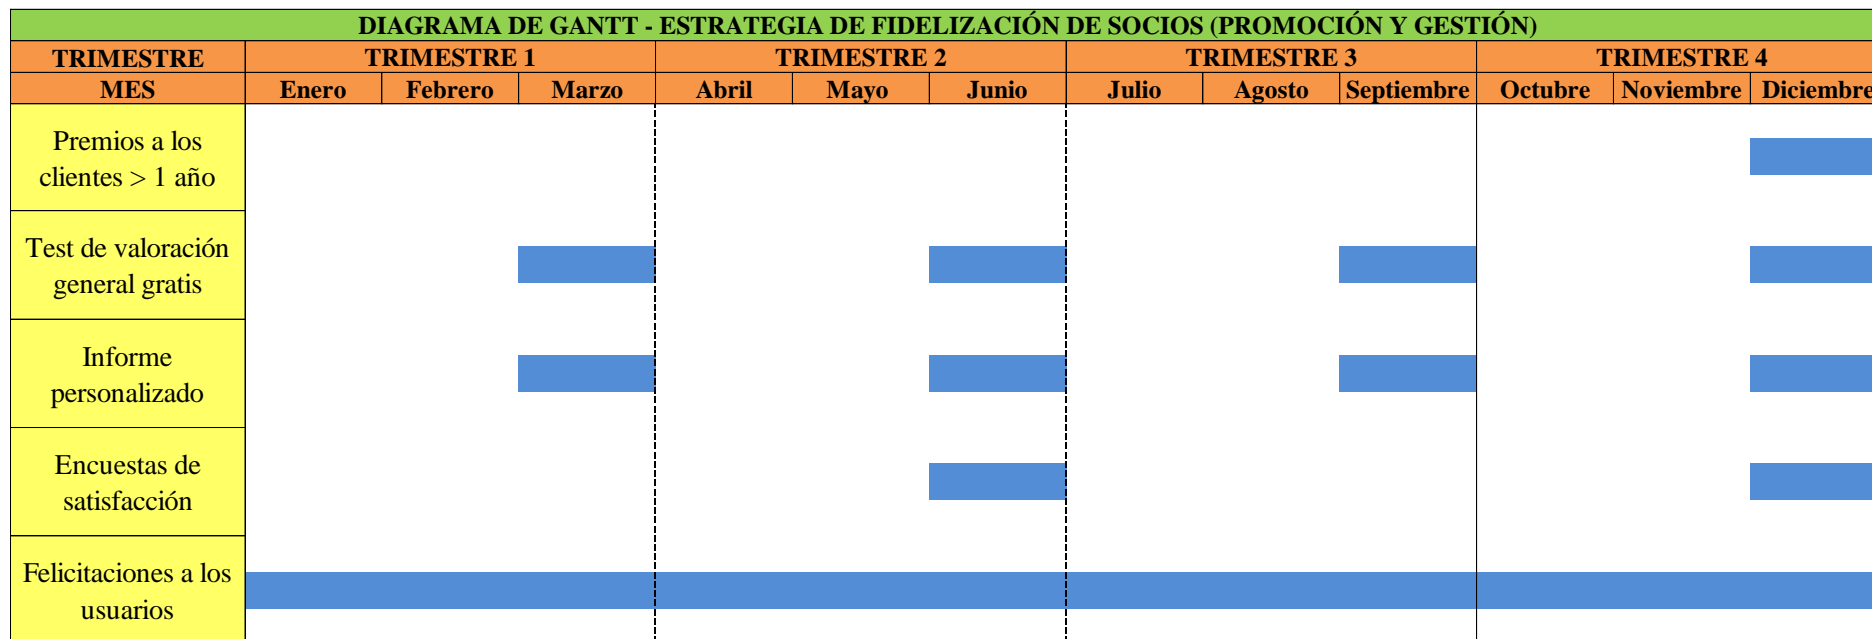 DIAGRAMA DE GANTT - ESTRATEGIA DE FIDELIZACIÓN DE SOCIOS (PROMOCIÓN Y GESTIÓN)
TRIMESTRE TRIMESTRE 1 TRIMESTRE 2 TRIMESTRE 3 TRIMESTRE 4
MES Enero Febrero Marzo Abril Mayo Junio Julio Agosto Septiembre Octubre Noviembre Diciembre
Premios a los
clientes > 1 año
Test de valoración
general gratis
Informe
personalizado
Encuestas de
satisfacción
Felicitaciones a los
usuarios